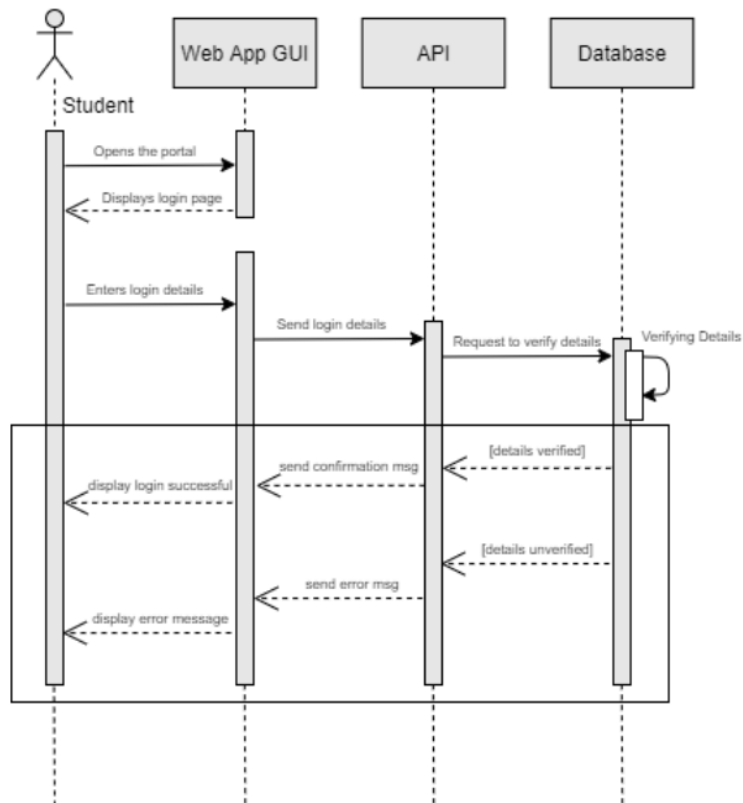 Web App GUI
API
Database
Student
Opens the portal
Displays login page
Enters login details
Send login details
Request to verify details
Verifying Details
[details verified]
send confirmation msg
display login successful
[details unverified]
send error msg
display error message